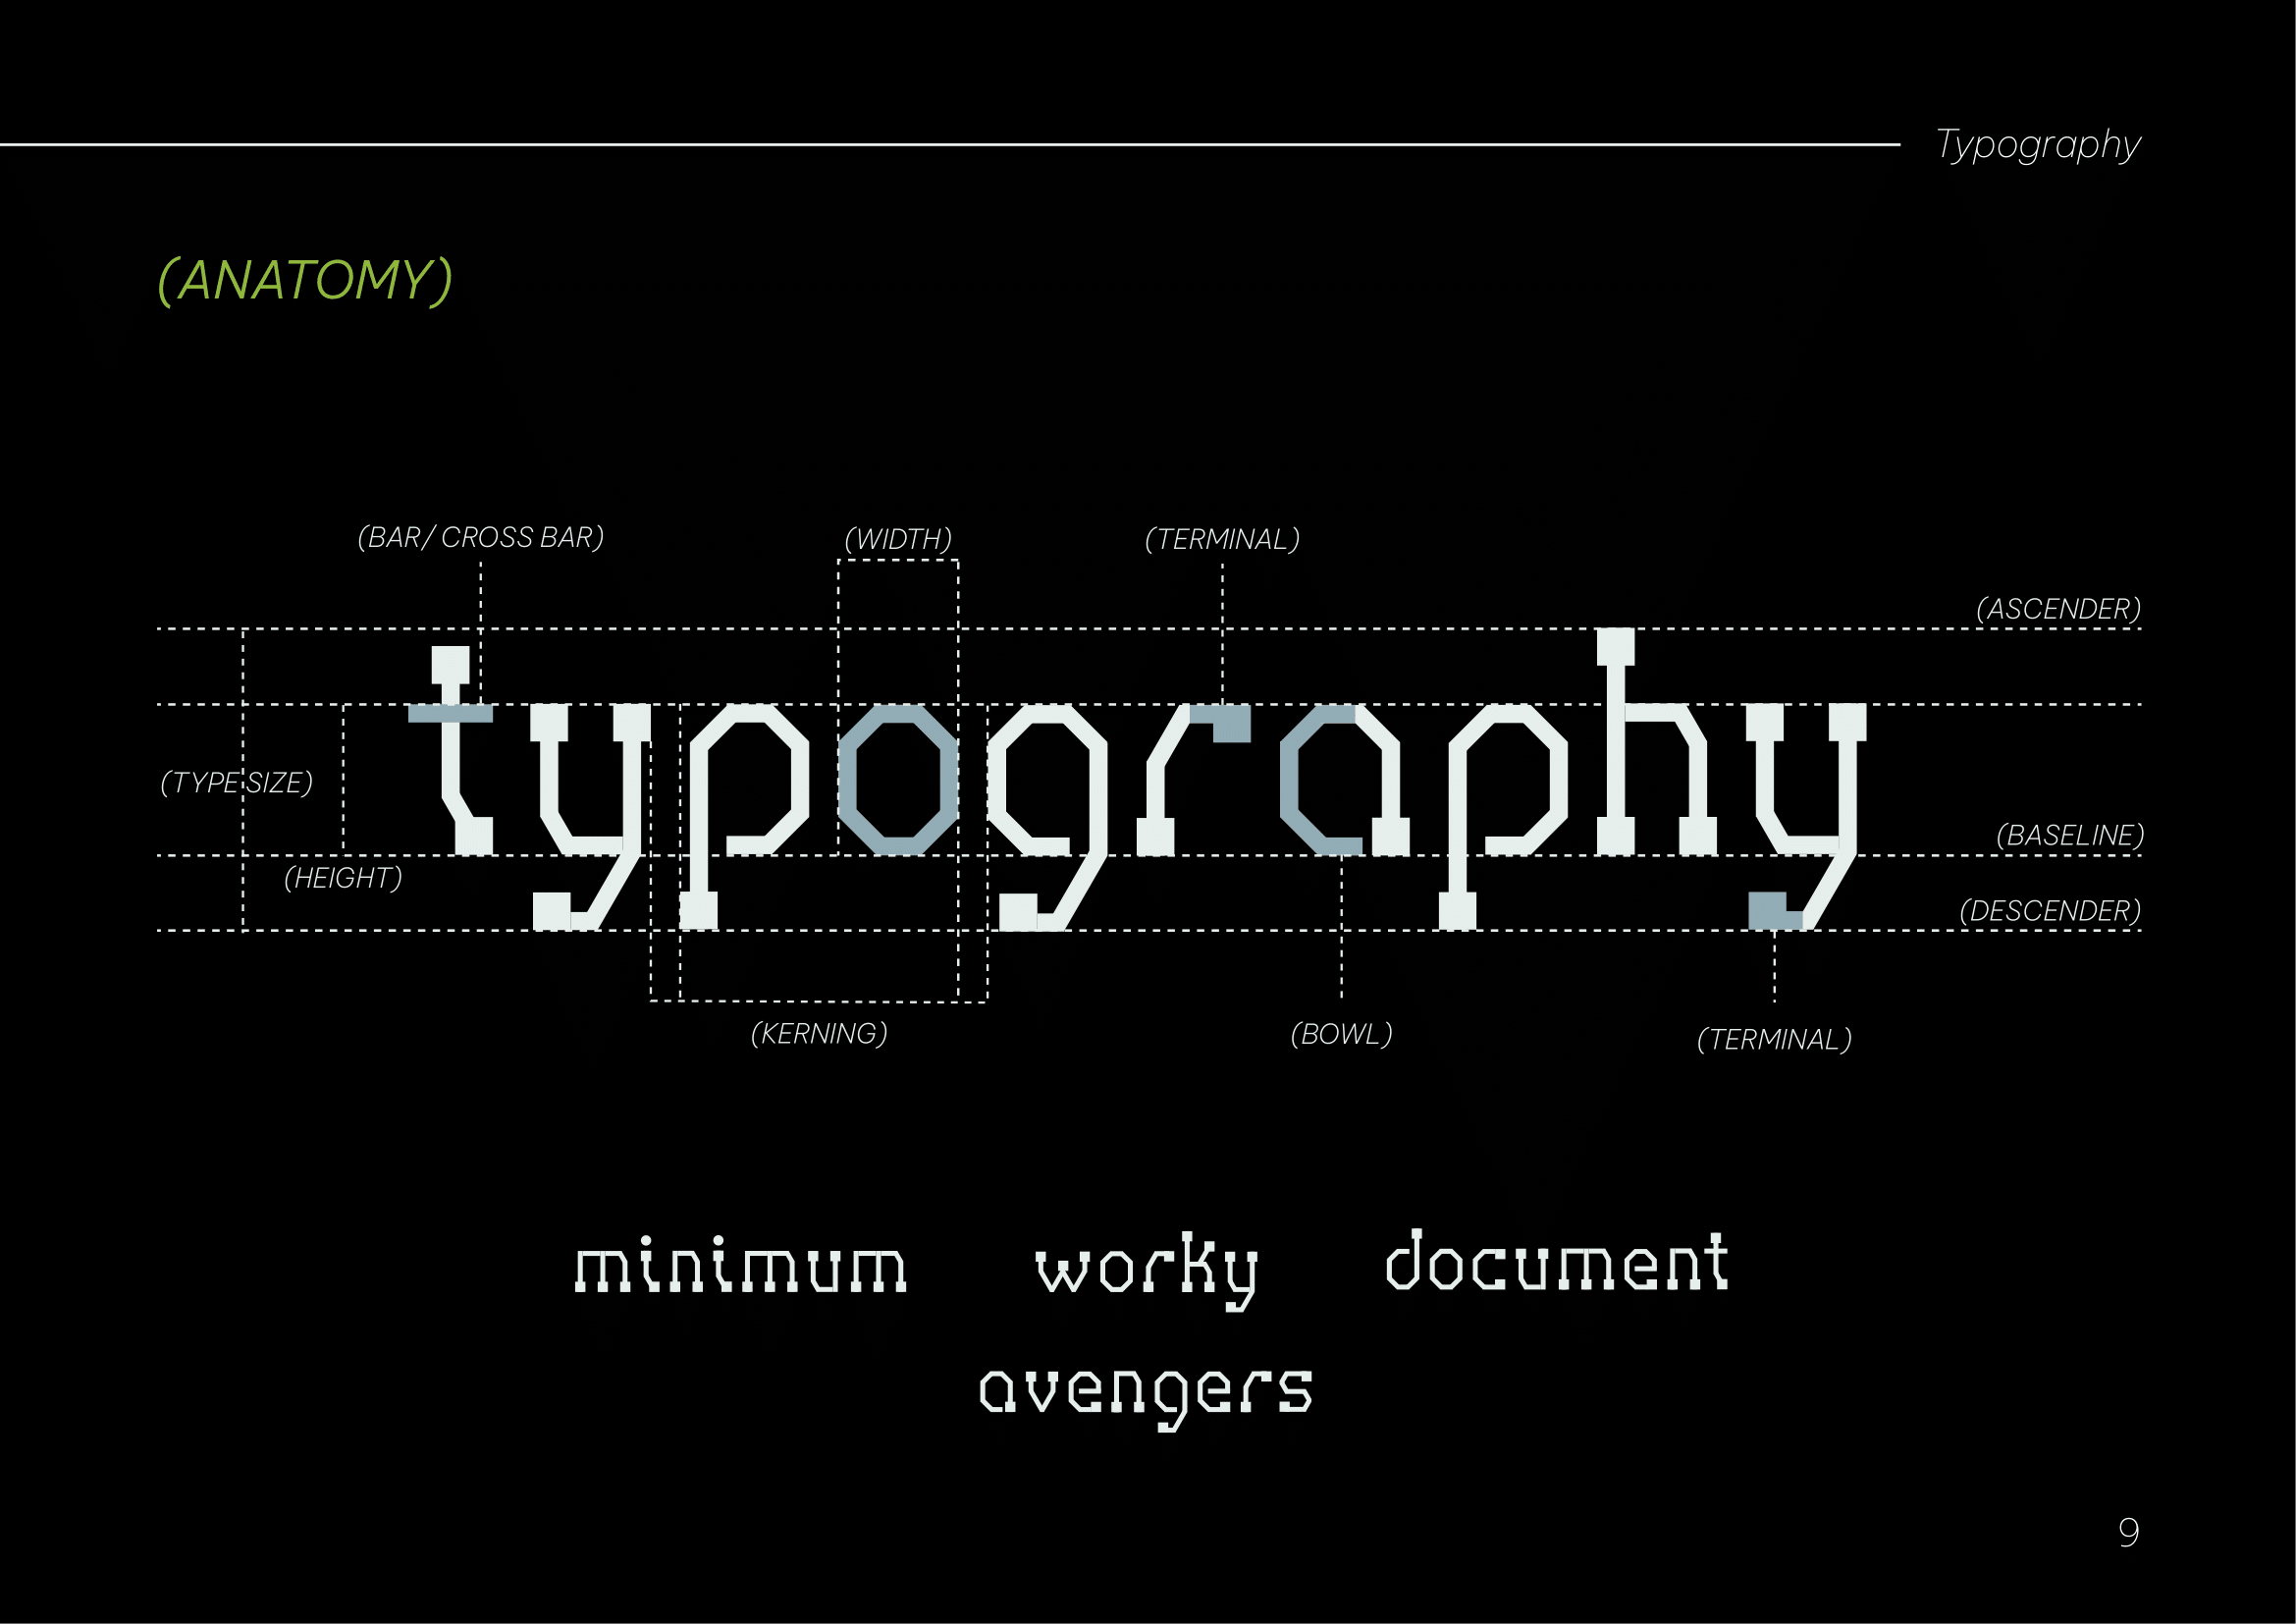 Typography
(ANATOMY)
(BAR/ CROSS BAR)
(WIDTH)
(TERMINAL)
(ASCENDER)
typography
(TYPE SIZE)
(BASELINE)
(HEIGHT)
(DESCENDER)
(KERNING)
(BOWL)
(TERMINAL)
minimum worky document
avengers
9